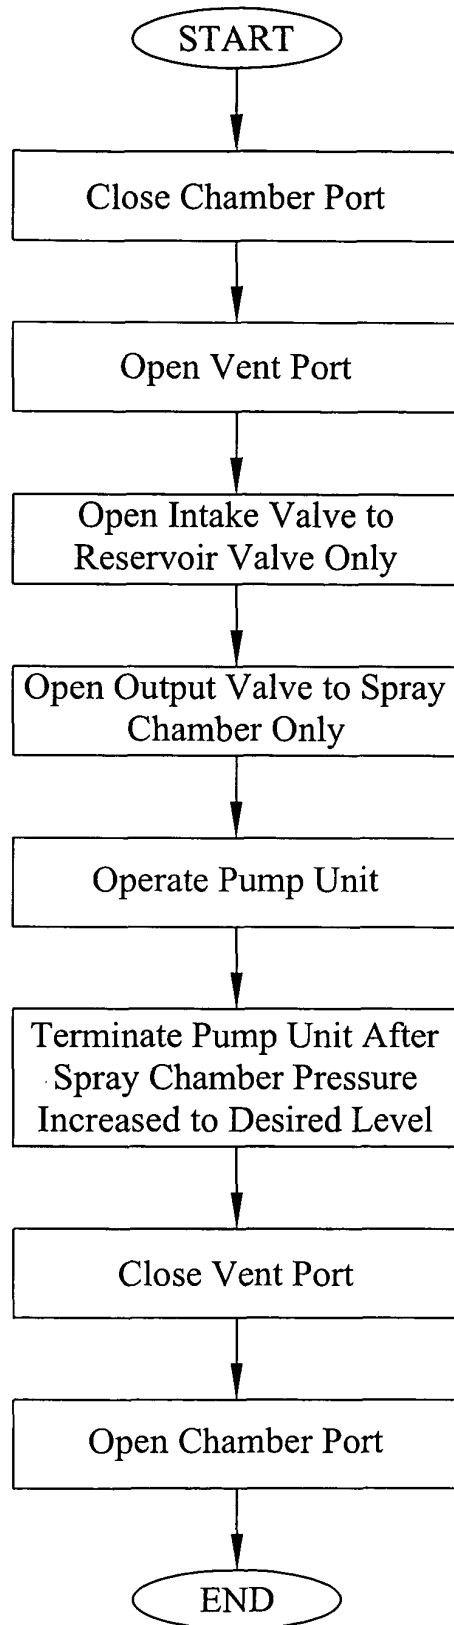 START
Close Chamber Port
Open Vent Port
Open Intake Valve to
Reservoir Valve Only
Open Output Valve to Spray
Chamber Only
Operate Pump Unit
Terminate Pump Unit After
Spray Chamber Pressure
Increased to Desired Level
Close Vent Port
Open Chamber Port
END